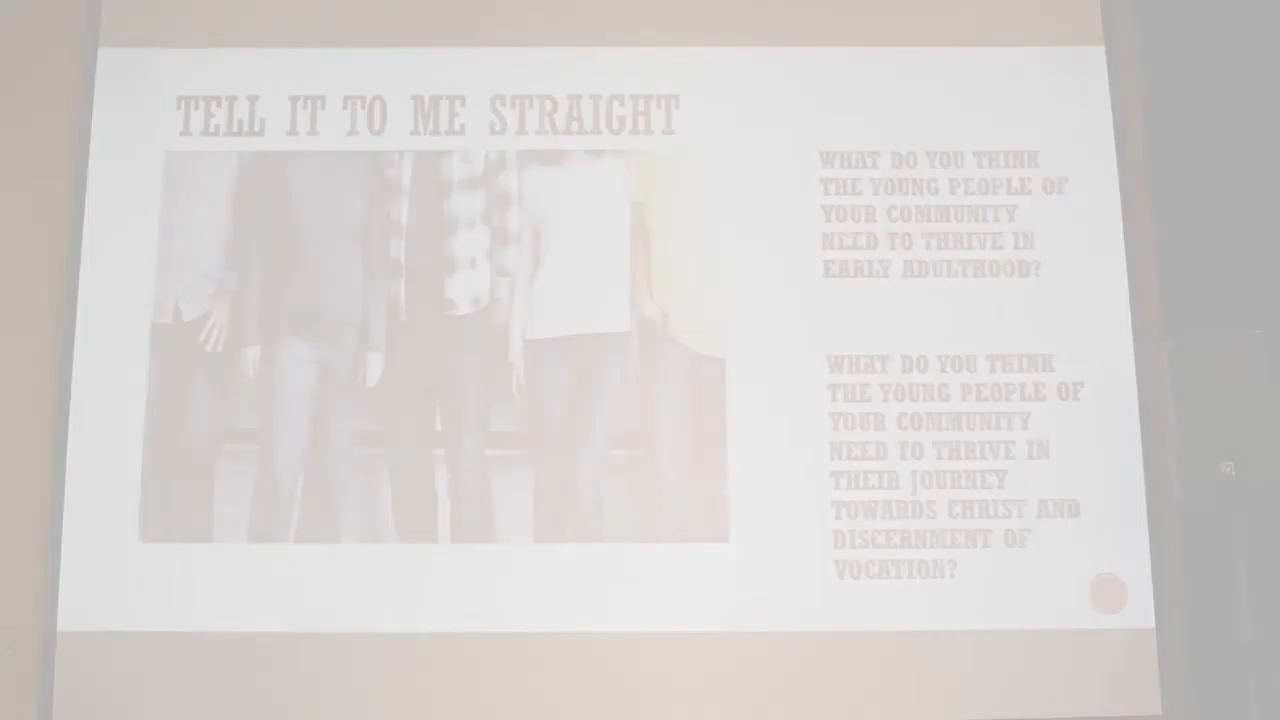 TELL IT TO ME STRAIGHT
WHAT DO YOU THINK
THE YOUNG PEOPLE OF
YOUR COMMUNITY
NEED TO THRIVE IN
EARLY ADULTHOOD?
WHAT DO YOU THINK
THE YOUNG PEOPLE OF
YOUR COMMUNITY
NEED TO THRIVE IN
THEIR JOURNEY
TOWARDS CHRIST AND
DISCERNMENT OF
VOCATION?